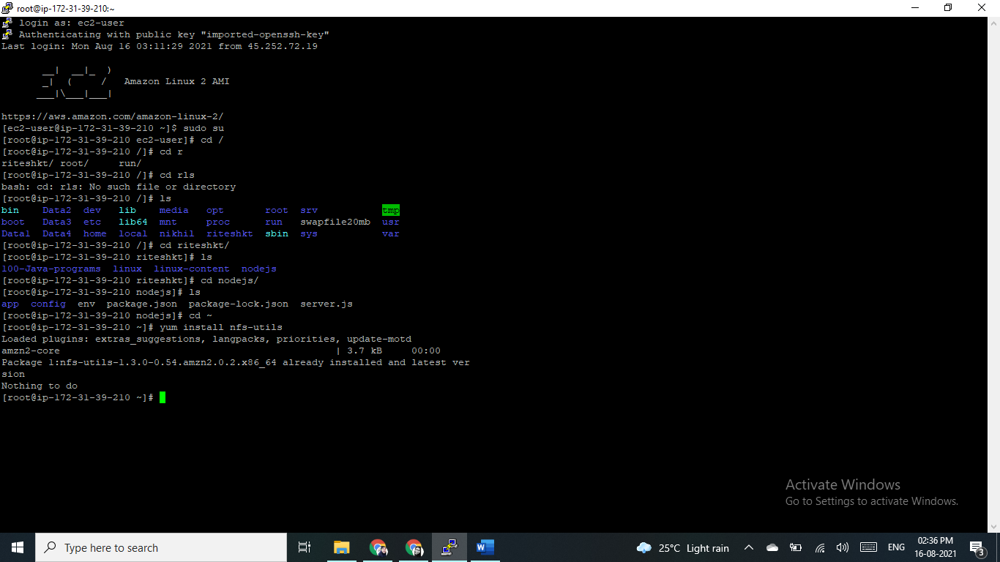 root@ip-172-31-39-210:~
login as: ec2-user
Authenticating with public key "imported-openssh-key"
Last login: Mon Aug 16 03:11:29 2021 from 45.252.72.19
__|  __|_  )
_|  (     /   Amazon Linux 2 AMI
___|\___|___|
https://aws.amazon.com/amazon-linux-2/
[ec2-user@ip-172-31-39-210 ~]$ sudo su
[root@ip-172-31-39-210 ec2-user]# cd /
[root@ip-172-31-39-210 /]# cd r
riteshkt/ root/     run/
[root@ip-172-31-39-210 /]# cd rls
bash: cd: rls: No such file or directory
[root@ip-172-31-39-210 /]# ls
bin    Data2  dev   lib    media   opt       root  srv         tmp
boot   Data3  etc   lib64  mnt     proc      run   swapfile20mb  usr
Data1  Data4  home  local  nikhil  riteshkt  sbin  sys         var
[root@ip-172-31-39-210 /]# cd riteshkt/
[root@ip-172-31-39-210 riteshkt]# ls
100-Java-programs  linux  linux-content  nodejs
[root@ip-172-31-39-210 riteshkt]# cd nodejs/
[root@ip-172-31-39-210 nodejs]# ls
app  config  env  package.json  package-lock.json  server.js
[root@ip-172-31-39-210 nodejs]# cd ~
[root@ip-172-31-39-210 ~]# yum install nfs-utils
Loaded plugins: extras_suggestions, langpacks, priorities, update-motd
amzn2-core                                               | 3.7 kB     00:00
Package 1:nfs-utils-1.3.0-0.54.amzn2.0.2.x86_64 already installed and latest ver
sion
Nothing to do
[root@ip-172-31-39-210 ~]#
Activate Windows
Go to Settings to activate Windows.
Type here to search
25°C Light rain
ENG
02:36 PM
16-08-2021
3